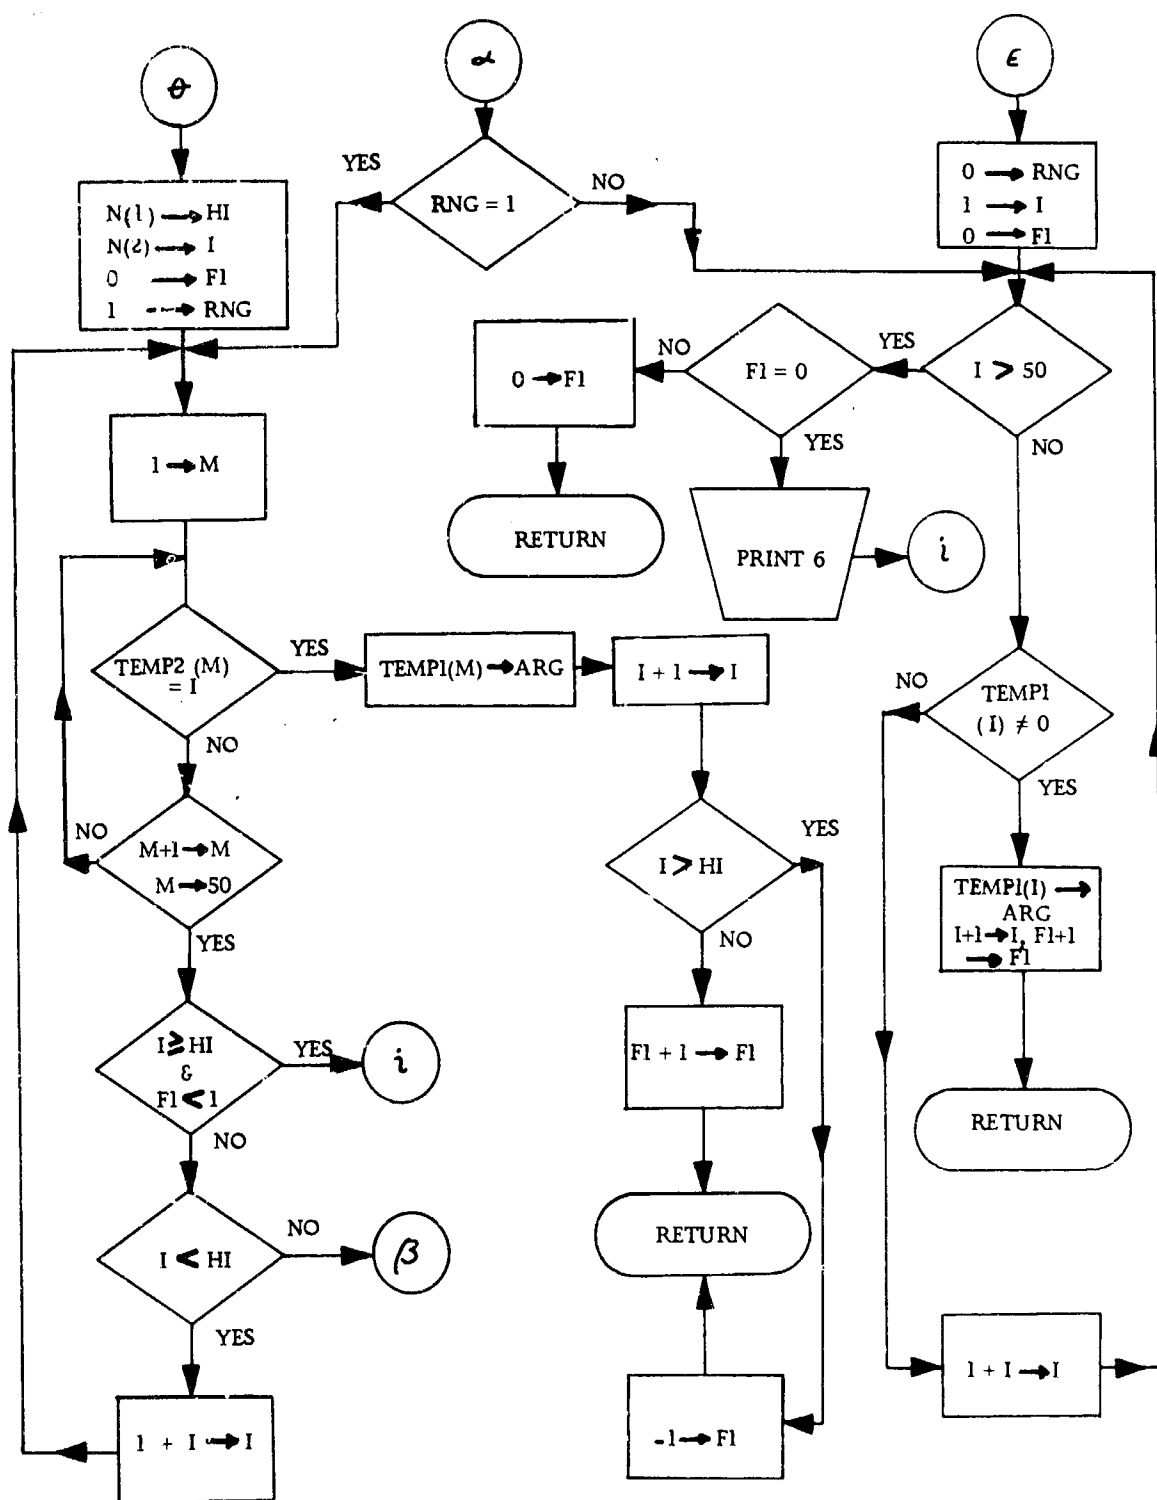 θ
α
ε
YES
RNG = 1
NO
N(1) → HI
N(2) → I
0 → F1
1 → RNG
0 → RNG
1 → I
0 → F1
0 → F1
NO
F1 = 0
YES
I > 50
YES
NO
1 → M
RETURN
PRINT 6
i
TEMP2 (M)
= I
YES
TEMP1(M) → ARG
I + 1 → I
NO
TEMP1
(I) ≠ 0
NO
YES
NO
M+1 → M
M → 50
YES
I > HI
YES
NO
TEMP1(I) →
ARG
I+1 → I, F1+1
→ F1
I ≥ HI
&
F1 < 1
YES
i
NO
F1 + 1 → F1
RETURN
I < HI
NO
β
YES
RETURN
1 + I → I
-1 → F1
1 + I → I